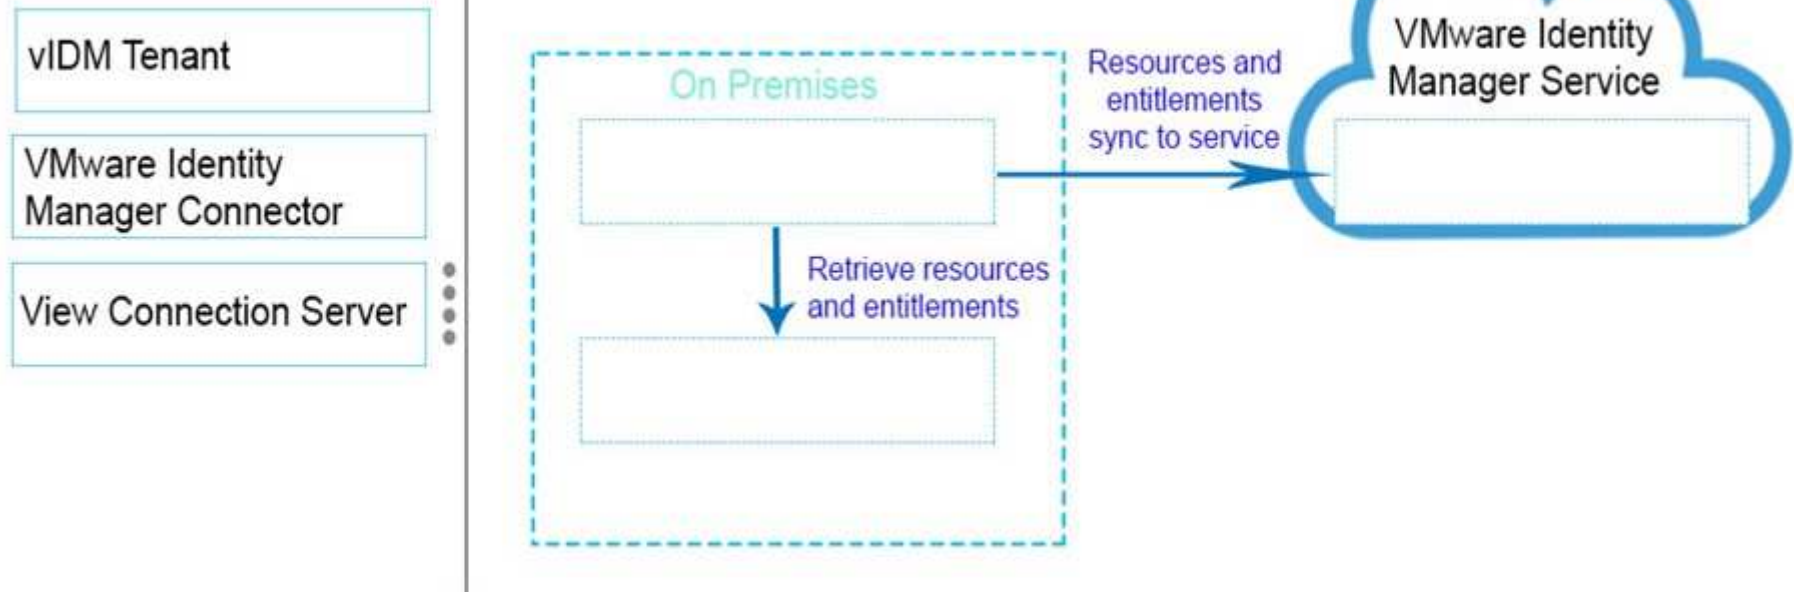 vIDM Tenant
VMware Identity
Manager Connector
View Connection Server
On Premises
Retrieve resources
and entitlements
Resources and
entitlements
sync to service
VMware Identity
Manager Service